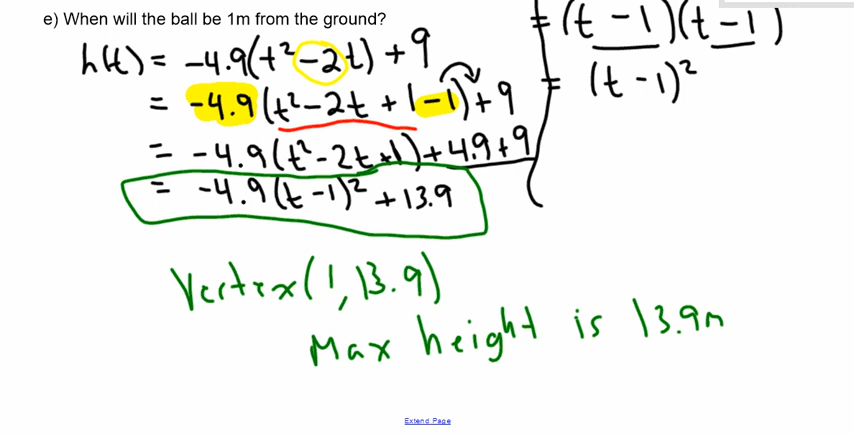 e) When will the ball be 1m from the ground?
h(t) = -4.9(t² - 2t) + 9
= -4.9(t² - 2t + 1 - 1) + 9
= -4.9(t² - 2t + 1) + 4.9 + 9
= -4.9(t - 1)² + 13.9
= (t - 1)(t - 1)
= (t - 1)²
Vertex (1, 13.9)
Max height is 13.9m
Extend Page